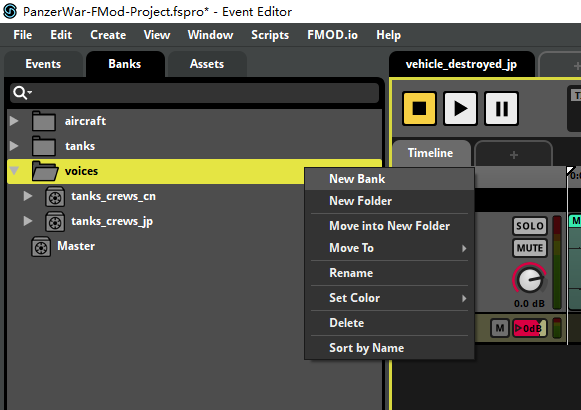 PanzerWar-FMod-Project.fspro* - Event Editor
File Edit Create View Window Scripts FMOD.io Help
Events Banks Assets
vehicle_destroyed_jp +
aircraft
tanks
voices
tanks_crews_cn
tanks_crews_jp
Master
Timeline +
New Bank
New Folder
Move into New Folder
Move To
Rename
Set Color
Delete
Sort by Name
SOLO
MUTE
0.0 dB
M 0dB